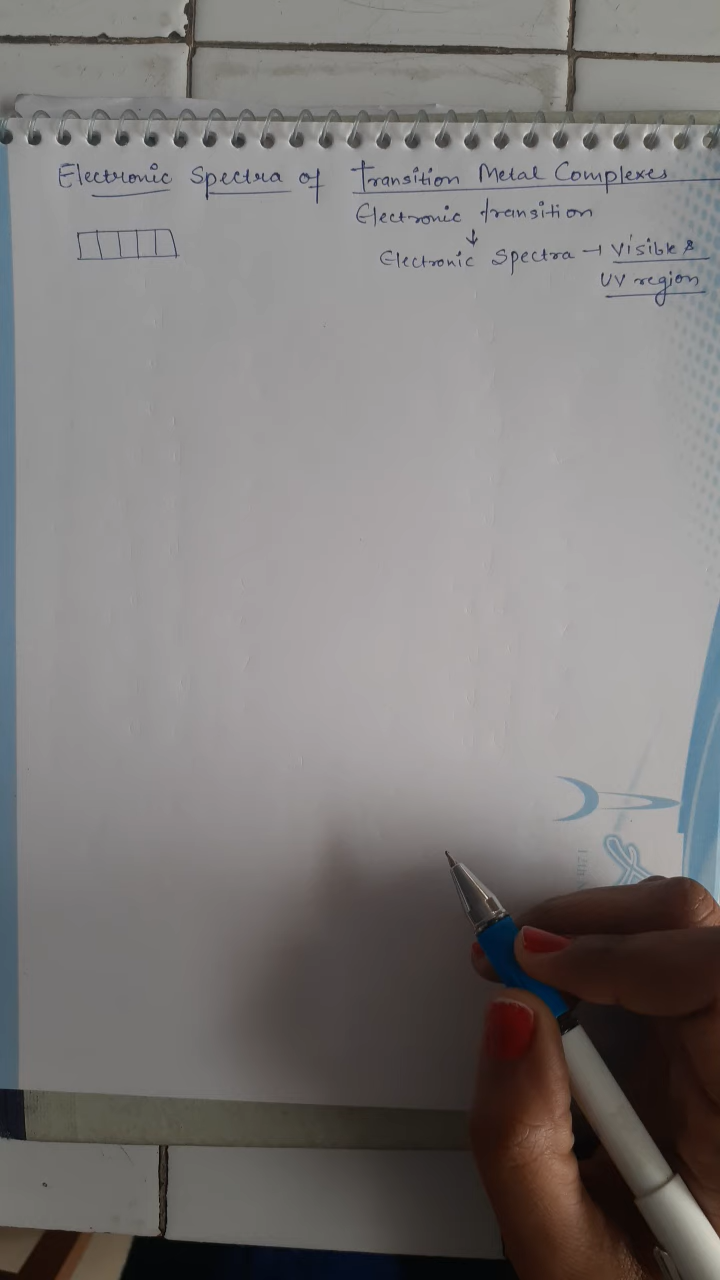 Electronic Spectra of Transition Metal Complexes
Electronic transition
↓
Electronic Spectra → Visible &
UV region